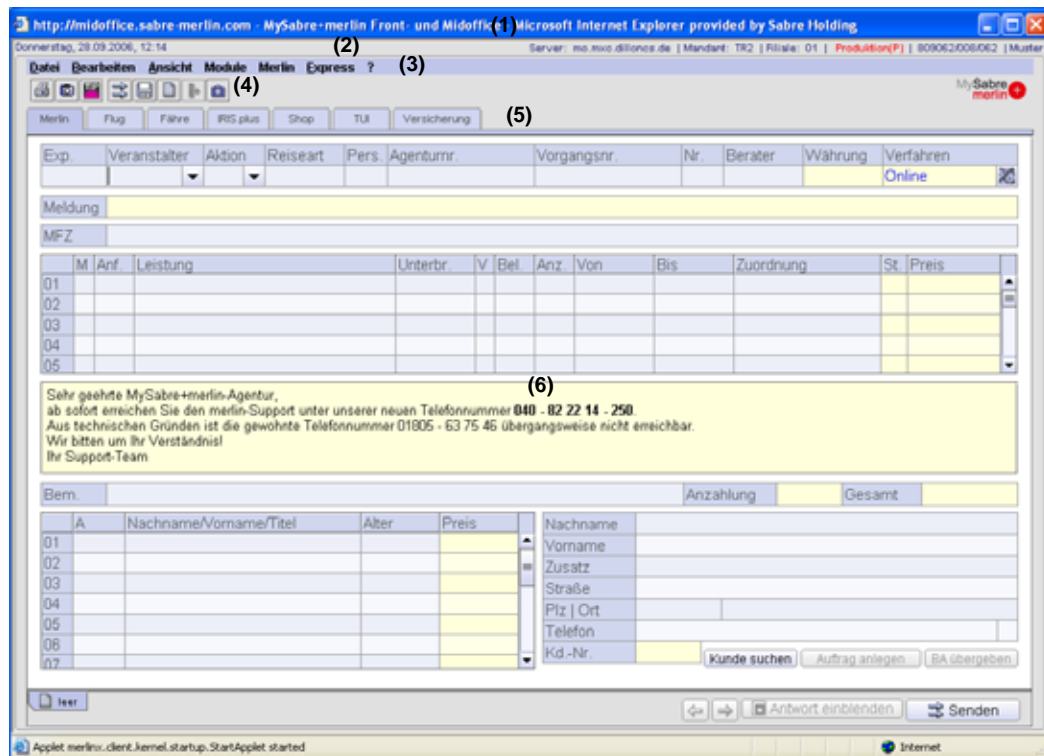 http://midoffice.sabre-merlin.com - MySabre+merlin Front- und Midoffice (1) Microsoft Internet Explorer provided by Sabre Holding
Donnerstag, 28.09.2006, 12:14 (2) Server: mo.mxo.dillonos.de | Mandant: TR2 | Filiale: 01 | Produktion(P) | 809062/008/062 | Muster
Datei Bearbeiten Ansicht Module Merlin Express ? (3)
(4) MySabre merlin +
Merlin Flug Fähre IRIS.plus Shop TUI Versicherung (5)
Exp. Veranstalter Aktion Reiseart Pers. Agenturnr. Vorgangsnr. Nr. Berater Währung Verfahren
Online
Meldung
MFZ
M Anf. Leistung Unterbr. V Bel. Anz. Von Bis Zuordnung St. Preis
01
02
03
04
05
(6)
Sehr geehrte MySabre+merlin-Agentur,
ab sofort erreichen Sie den merlin-Support unter unserer neuen Telefonnummer 040 - 82 22 14 - 250.
Aus technischen Gründen ist die gewohnte Telefonnummer 01805 - 63 75 46 übergangsweise nicht erreichbar.
Wir bitten um Ihr Verständnis!
Ihr Support-Team
Bem. Anzahlung Gesamt
A Nachname/Vorname/Titel Alter Preis
01
02
03
04
05
06
07
Nachname
Vorname
Zusatz
Straße
Plz | Ort
Telefon
Kd.-Nr. Kunde suchen Auftrag anlegen BA übergeben
leer Antwort einblenden Senden
Applet merlinx.client.kernel.startup.StartApplet started Internet